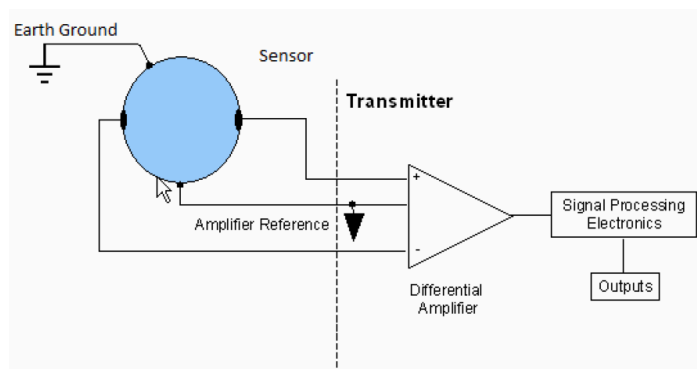 Earth Ground
Sensor
Transmitter
+
Amplifier Reference
-
Differential
Amplifier
Signal Processing
Electronics
Outputs